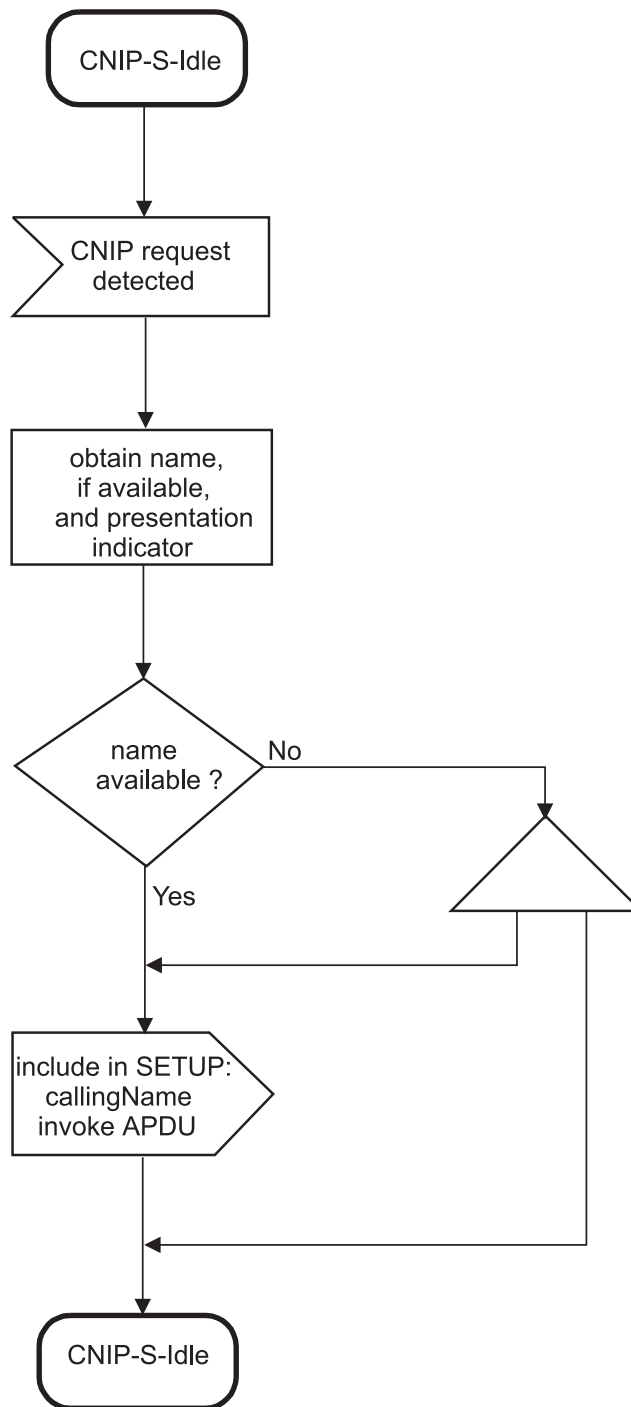 CNIP-S-Idle
CNIP request
detected
obtain name,
if available,
and presentation
indicator
name
available ?
No
Yes
include in SETUP:
callingName
invoke APDU
CNIP-S-Idle